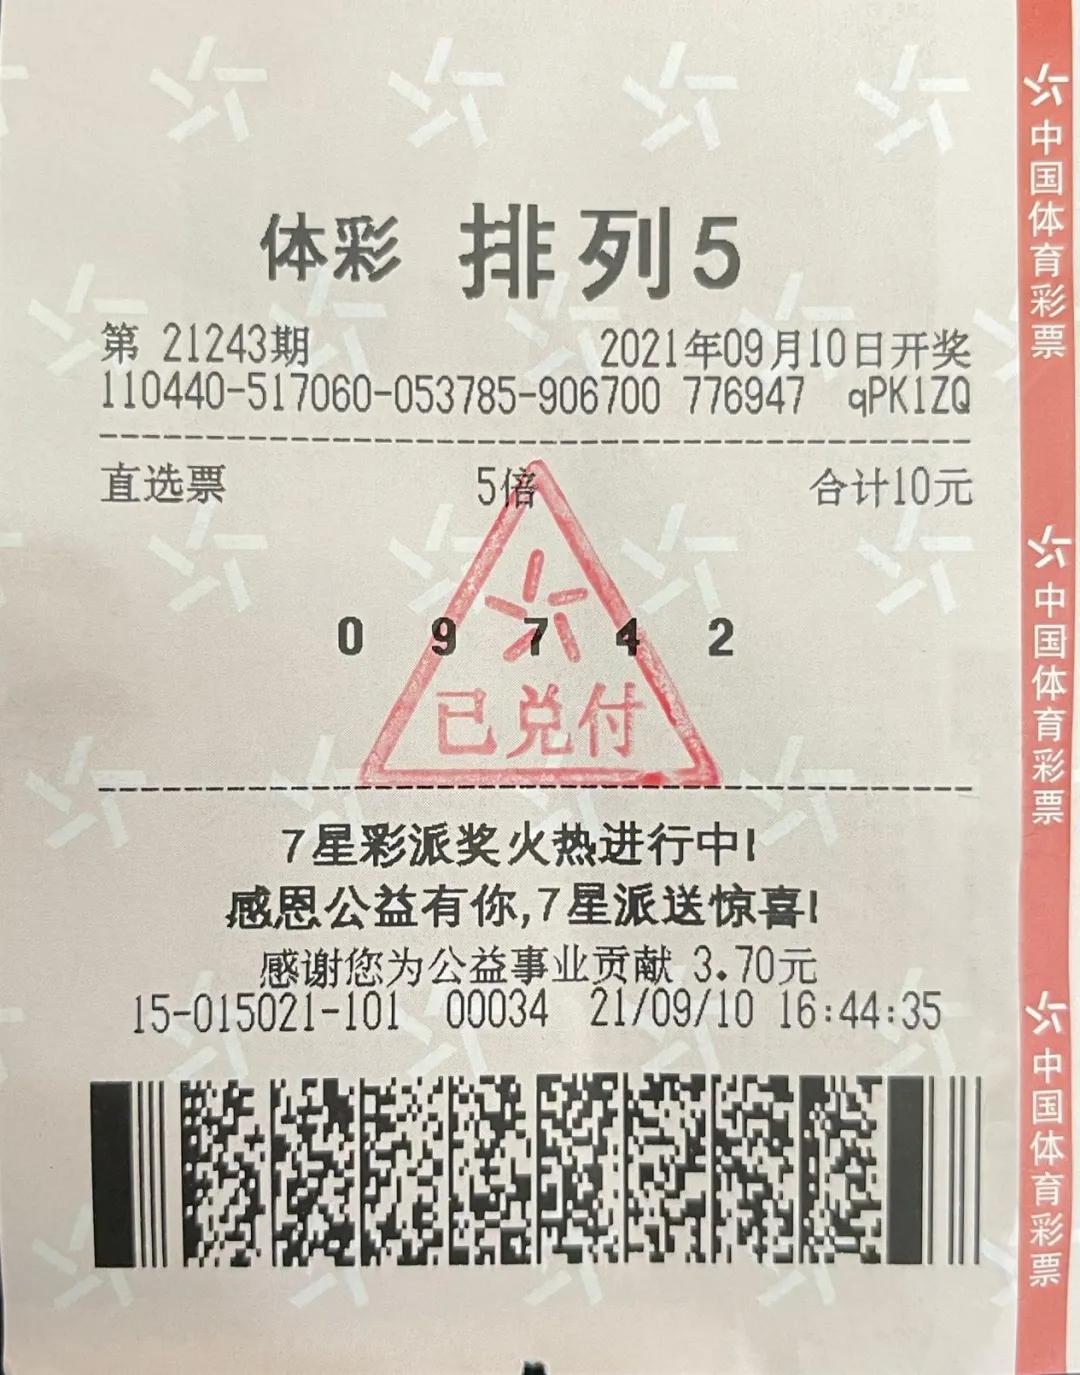 体彩 排列5
第 21243期 2021年09月10日开奖
110440-517060-053785-906700 776947 qPK1ZQ
直选票 5倍 合计10元
0 9 7 4 2
已兑付
7星彩派奖火热进行中!
感恩公益有你,7星派送惊喜!
感谢您为公益事业贡献 3.70元
15-015021-101 00034 21/09/10 16:44:35
中国体育彩票
中国体育彩票
中国体育彩票